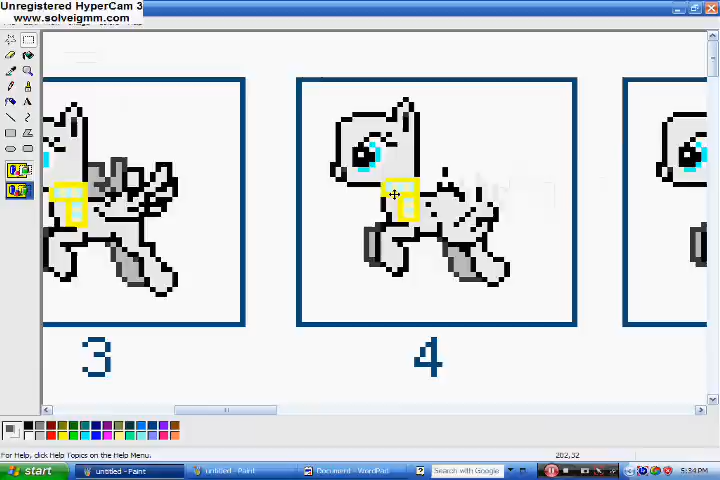 Unregistered HyperCam 3
www.solveigmm.com
3
4
For Help, click Help Topics on the Help Menu.
202,32
start
untitled - Paint
untitled - Paint
Document - WordPad
Search with Google
5:34 PM